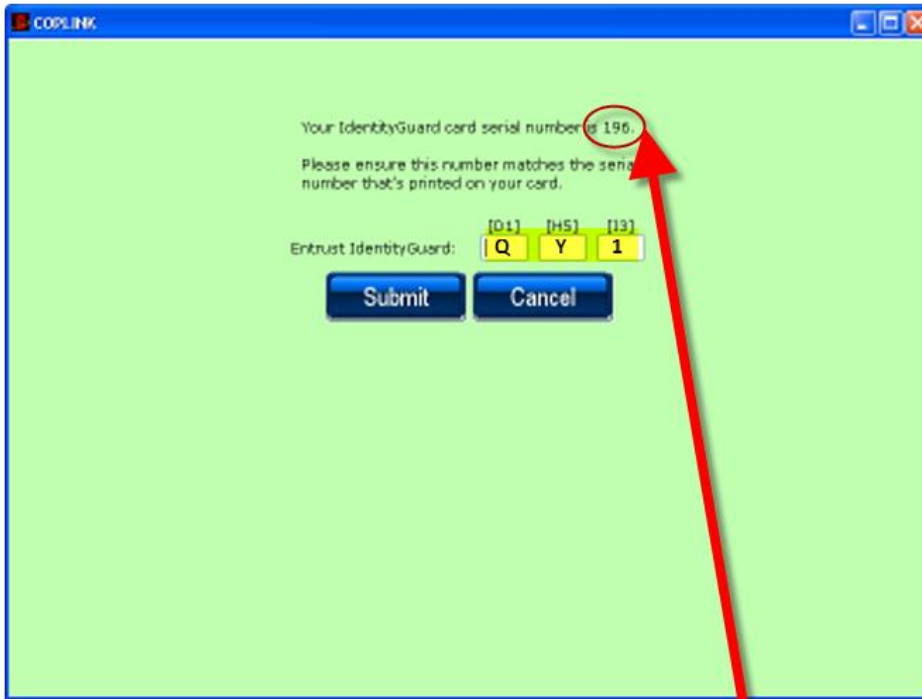 COPLINK
Your IdentityGuard card serial number is 196.
Please ensure this number matches the serial
number that's printed on your card.
[D1] [H5] [I3]
Entrust IdentityGuard: Q Y 1
Submit Cancel